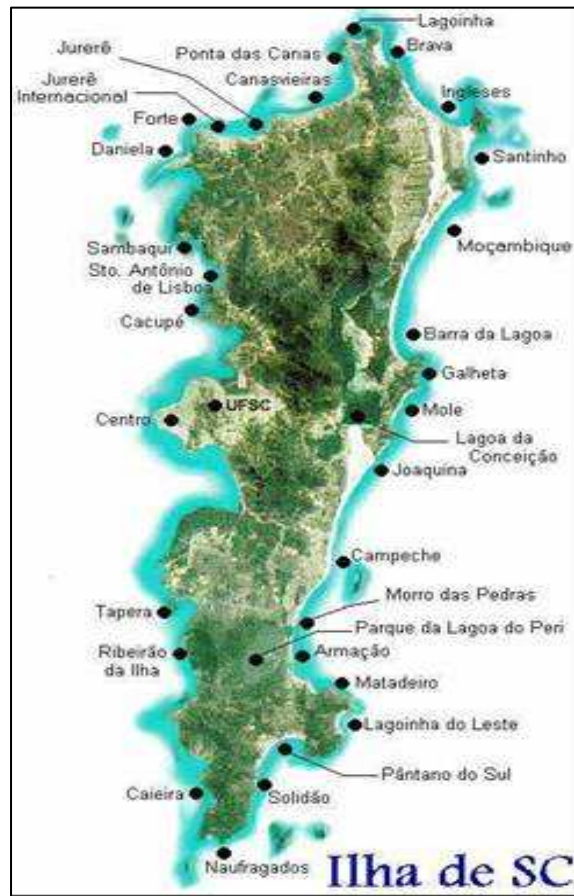 Lagoinha
Jurerê
Ponta das Canas
Brava
Jurerê
Internacional
Canasvieiras
Ingleses
Forte
Daniela
Santinho
Moçambique
Sambaqui
Sto. Antônio
de Lisboa
Cacupé
Barra da Lagoa
Galheta
UFSC
Mole
Centro
Lagoa da
Conceição
Joaquina
Campeche
Morro das Pedras
Tapera
Parque da Lagoa do Peri
Ribeirão
da Ilha
Armação
Matadeiro
Lagoinha do Leste
Pântano do Sul
Caieira
Solidão
Naufragados
Ilha de SC